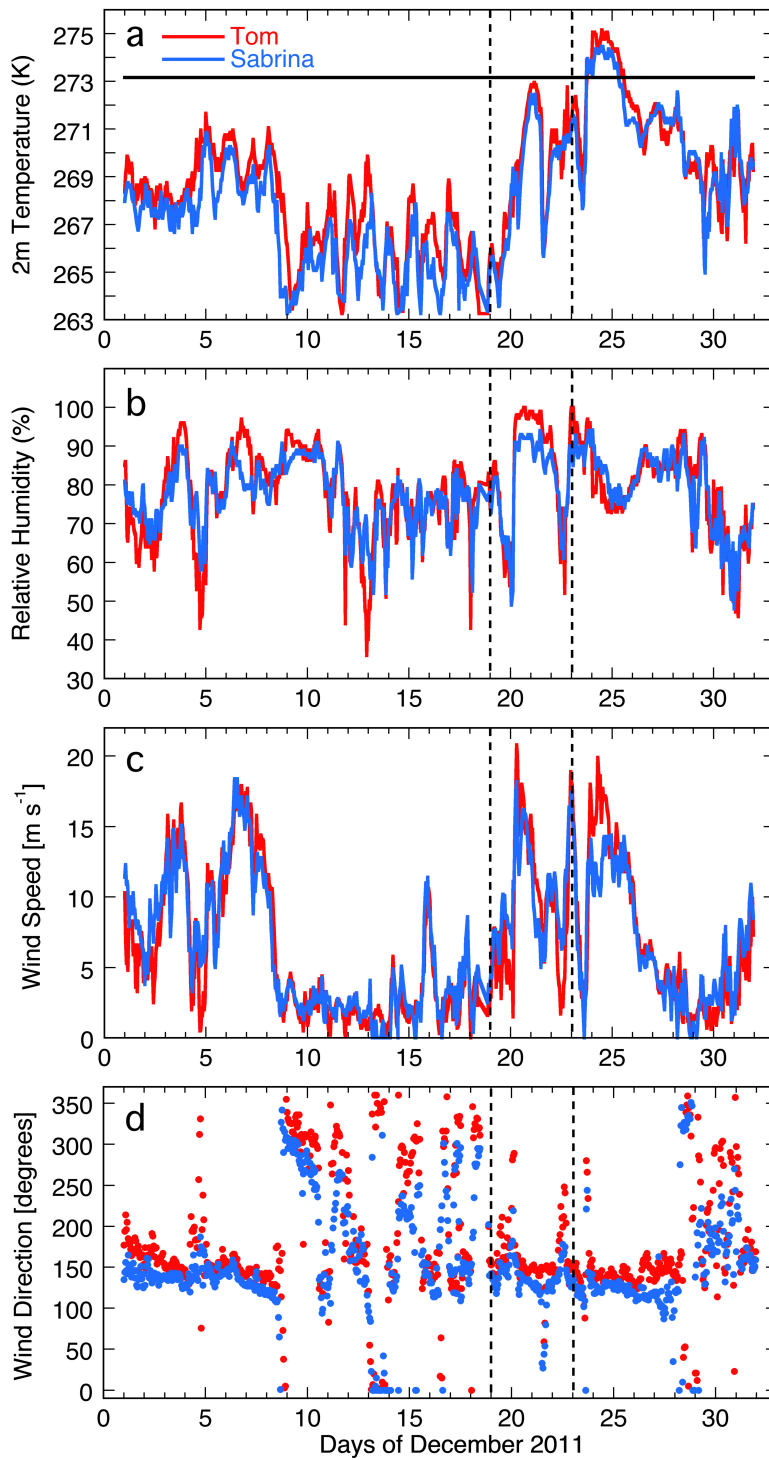 a
Tom
Sabrina
2m Temperature (K)
275
273
271
269
267
265
263
0 5 10 15 20 25 30
b
Relative Humidity (%)
100
90
80
70
60
50
40
30
0 5 10 15 20 25 30
c
Wind Speed [m s⁻¹]
20
15
10
5
0
0 5 10 15 20 25 30
d
Wind Direction [degrees]
350
300
250
200
150
100
50
0
0 5 10 15 20 25 30
Days of December 2011